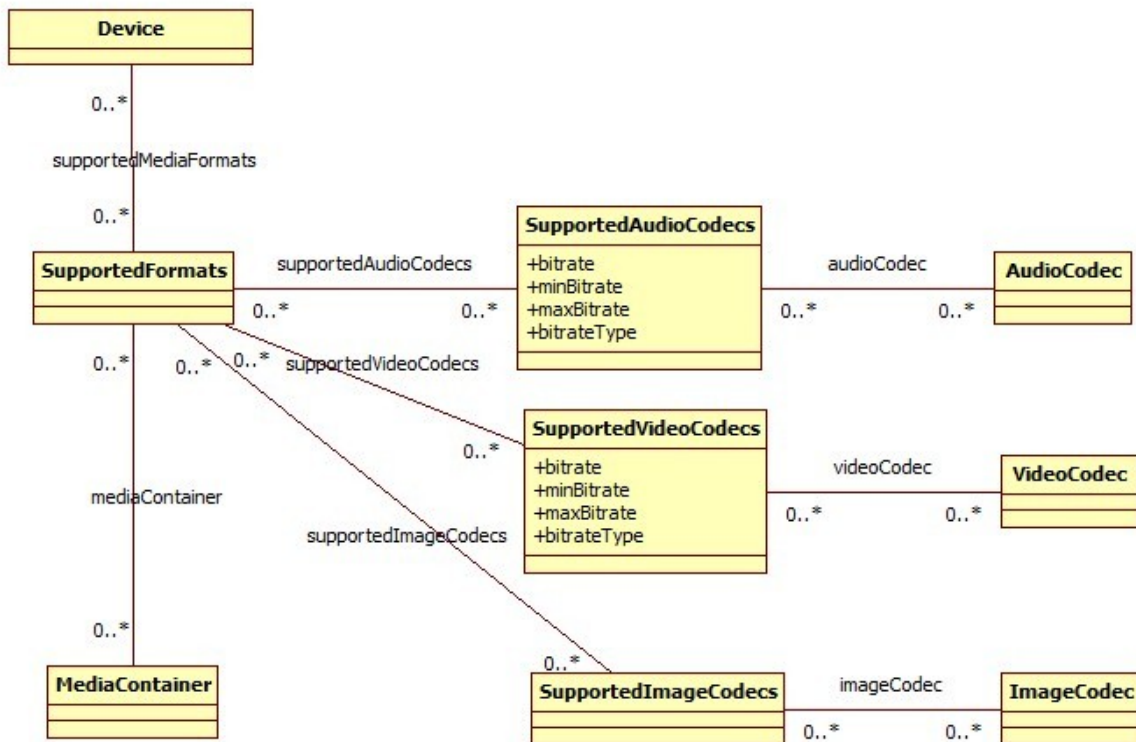 Device
0..*
supportedMediaFormats
0..*
SupportedFormats
supportedAudioCodecs
0..*
0..*
SupportedAudioCodecs
+bitrate
+minBitrate
+maxBitrate
+bitrateType
audioCodec
0..*
0..*
AudioCodec
0..*
0..*
0..*
supportedVideoCodecs
0..*
SupportedVideoCodecs
+bitrate
+minBitrate
+maxBitrate
+bitrateType
videoCodec
0..*
0..*
VideoCodec
mediaContainer
supportedImageCodecs
0..*
0..*
MediaContainer
SupportedImageCodecs
imageCodec
0..*
0..*
ImageCodec